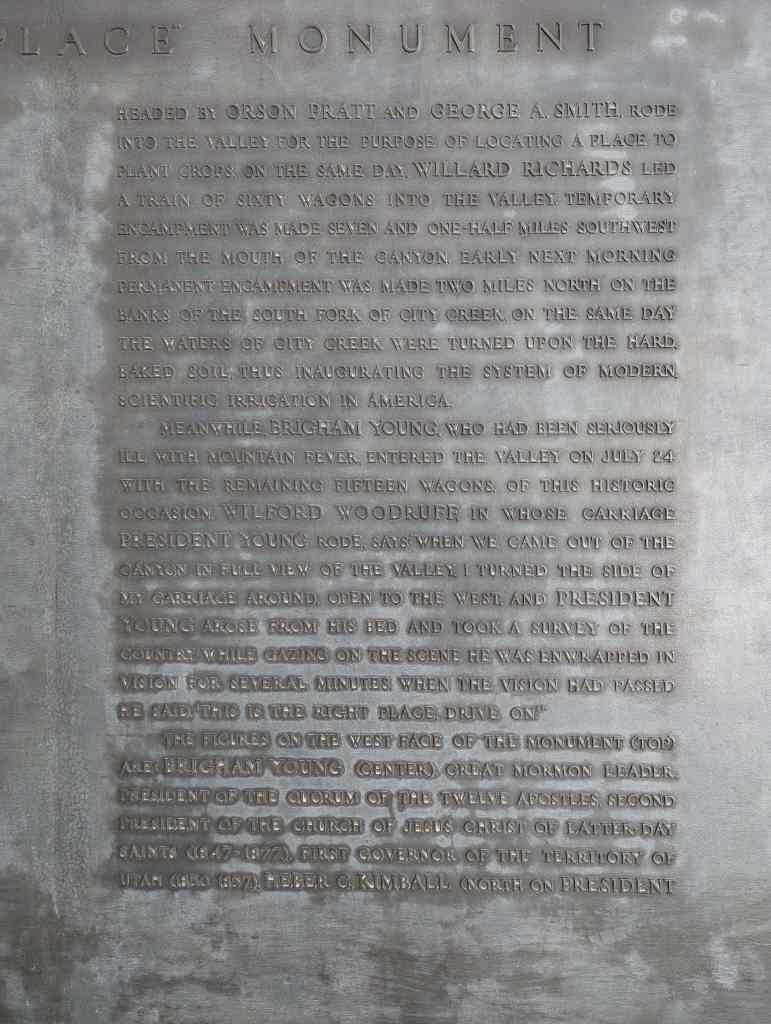 PLACE" MONUMENT
HEADED BY ORSON PRATT AND GEORGE A. SMITH, RODE
INTO THE VALLEY FOR THE PURPOSE OF LOCATING A PLACE TO
PLANT CROPS. ON THE SAME DAY, WILLARD RICHARDS LED
A TRAIN OF SIXTY WAGONS INTO THE VALLEY. TEMPORARY
ENCAMPMENT WAS MADE SEVEN AND ONE-HALF MILES SOUTHWEST
FROM THE MOUTH OF THE CANYON. EARLY NEXT MORNING
PERMANENT ENCAMPMENT WAS MADE TWO MILES NORTH ON THE
BANKS OF THE SOUTH FORK OF CITY CREEK. ON THE SAME DAY
THE WATERS OF CITY CREEK WERE TURNED UPON THE HARD,
BAKED SOIL, THUS INAUGURATING THE SYSTEM OF MODERN,
SCIENTIFIC IRRIGATION IN AMERICA.
MEANWHILE, BRIGHAM YOUNG, WHO HAD BEEN SERIOUSLY
ILL WITH MOUNTAIN FEVER, ENTERED THE VALLEY ON JULY 24
WITH THE REMAINING FIFTEEN WAGONS. OF THIS HISTORIC
OCCASION, WILFORD WOODRUFF, IN WHOSE CARRIAGE
PRESIDENT YOUNG RODE, SAYS: "WHEN WE CAME OUT OF THE
CANYON IN FULL VIEW OF THE VALLEY, I TURNED THE SIDE OF
MY CARRIAGE AROUND, OPEN TO THE WEST, AND PRESIDENT
YOUNG AROSE FROM HIS BED AND TOOK A SURVEY OF THE
COUNTRY. WHILE GAZING ON THE SCENE HE WAS ENWRAPPED IN
VISION FOR SEVERAL MINUTES. WHEN THE VISION HAD PASSED
HE SAID, 'THIS IS THE RIGHT PLACE, DRIVE ON.'"
THE FIGURES ON THE WEST FACE OF THE MONUMENT (TOP)
ARE: BRIGHAM YOUNG (CENTER), GREAT MORMON LEADER,
PRESIDENT OF THE QUORUM OF THE TWELVE APOSTLES, SECOND
PRESIDENT OF THE CHURCH OF JESUS CHRIST OF LATTER-DAY
SAINTS (1847-1877), FIRST GOVERNOR OF THE TERRITORY OF
UTAH (1850-1857); HEBER C. KIMBALL (NORTH ON PRESIDENT